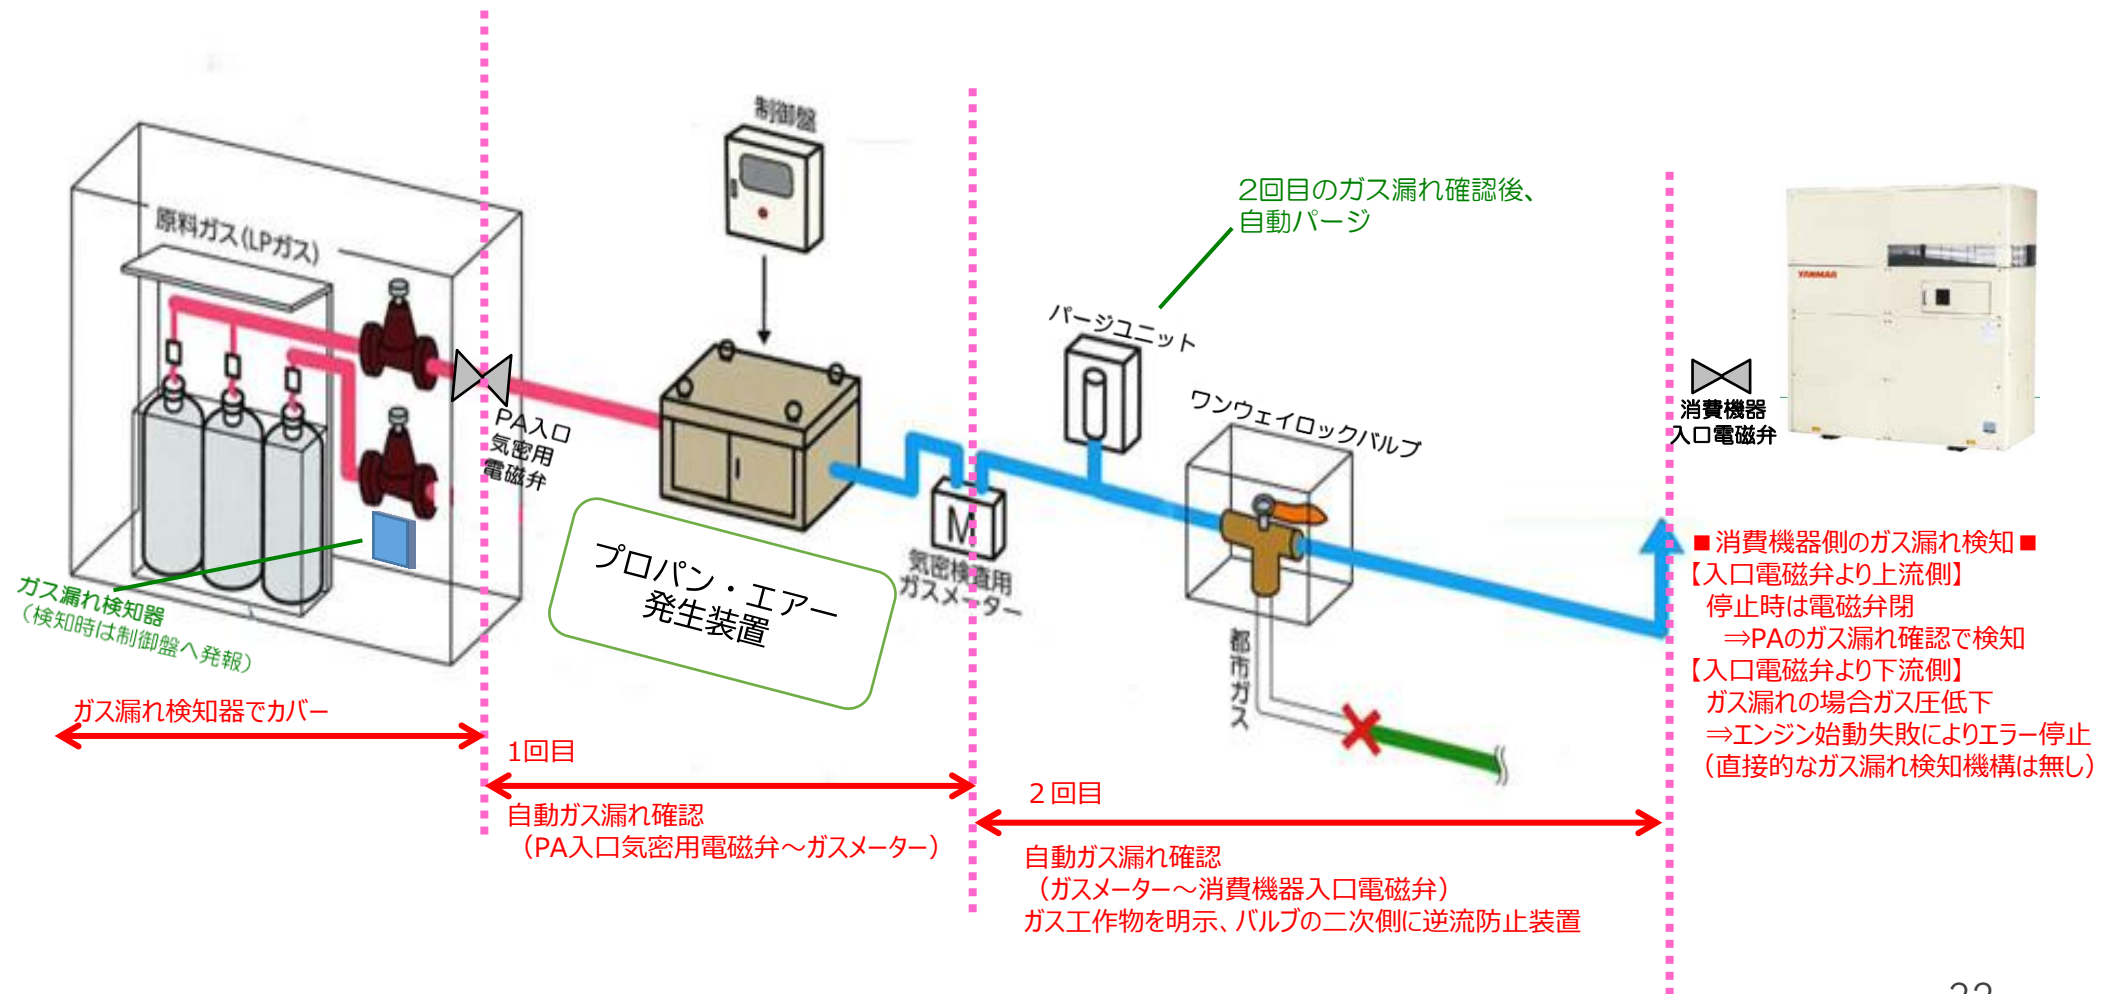 制御盤
原料ガス(LPガス)
2回目のガス漏れ確認後、
自動パージ
パージユニット
ワンウェイロックバルブ
YANMAR
消費機器
入口電磁弁
PA入口
気密用
電磁弁
プロパン・エアー
発生装置
M
気密検査用
ガスメーター
都市ガス
ガス漏れ検知器
（検知時は制御盤へ発報）
ガス漏れ検知器でカバー
1回目
自動ガス漏れ確認
（PA入口気密用電磁弁～ガスメーター）
２回目
自動ガス漏れ確認
（ガスメーター～消費機器入口電磁弁）
ガス工作物を明示、バルブの二次側に逆流防止装置
■消費機器側のガス漏れ検知■
【入口電磁弁より上流側】
停止時は電磁弁閉
⇒PAのガス漏れ確認で検知
【入口電磁弁より下流側】
ガス漏れの場合ガス圧低下
⇒エンジン始動失敗によりエラー停止
（直接的なガス漏れ検知機構は無し）